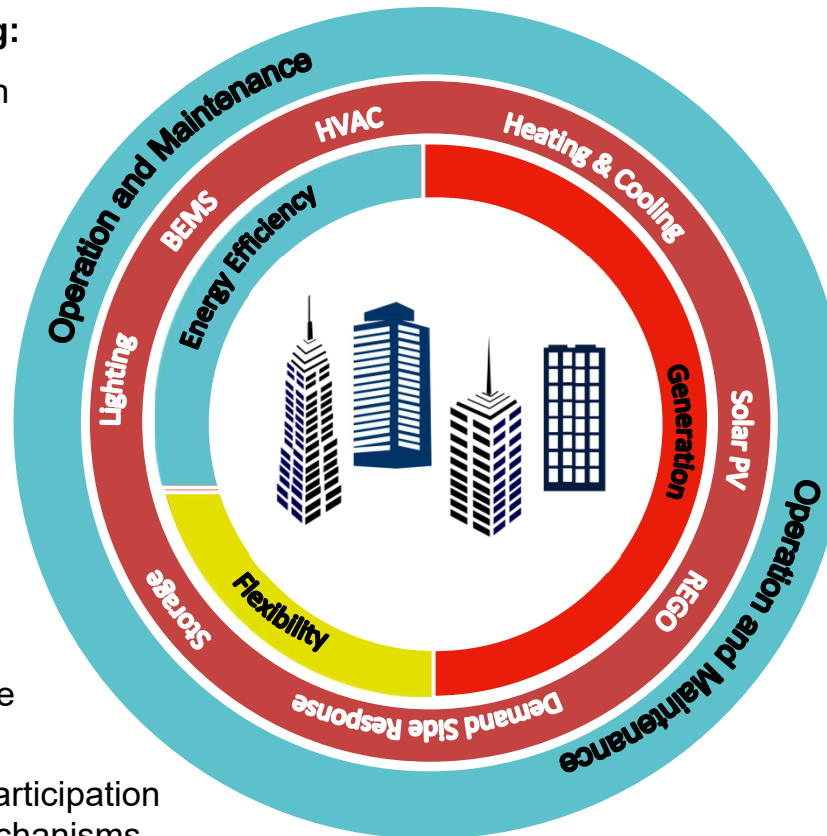 g:
n
Operation and Maintenance
HVAC
Heating & Cooling
BEMS
Energy Efficiency
Lighting
Generation
Solar PV
Storage
Flexibility
REGO
Demand Side Response
Operation and Maintenance
e
articipation
chanisms